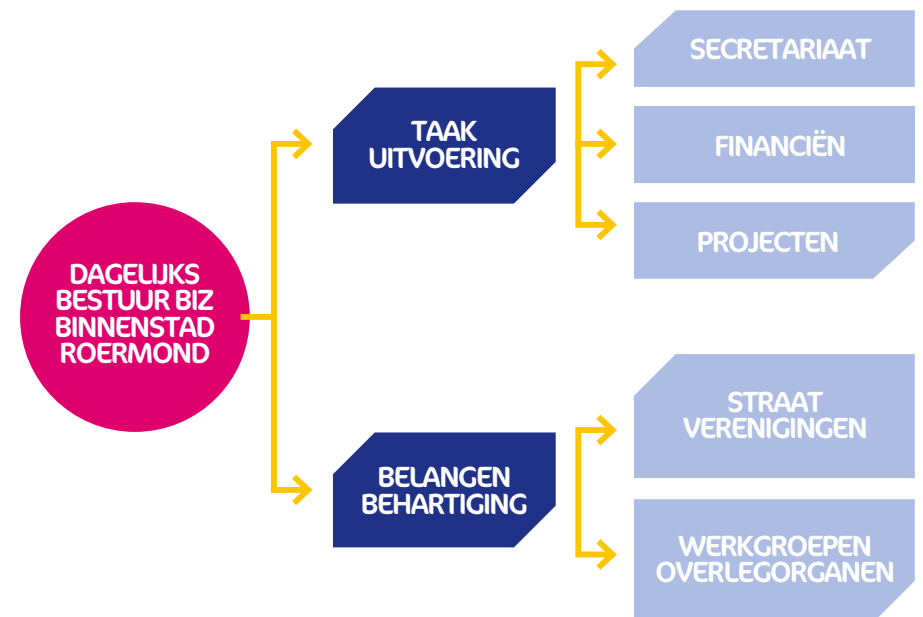 DAGELIJKS
BESTUUR BIZ
BINNENSTAD
ROERMOND
TAAK
UITVOERING
SECRETARIAAT
FINANCIËN
PROJECTEN
BELANGEN
BEHARTIGING
STRAAT
VERENIGINGEN
WERKGROEPEN
OVERLEGORGANEN